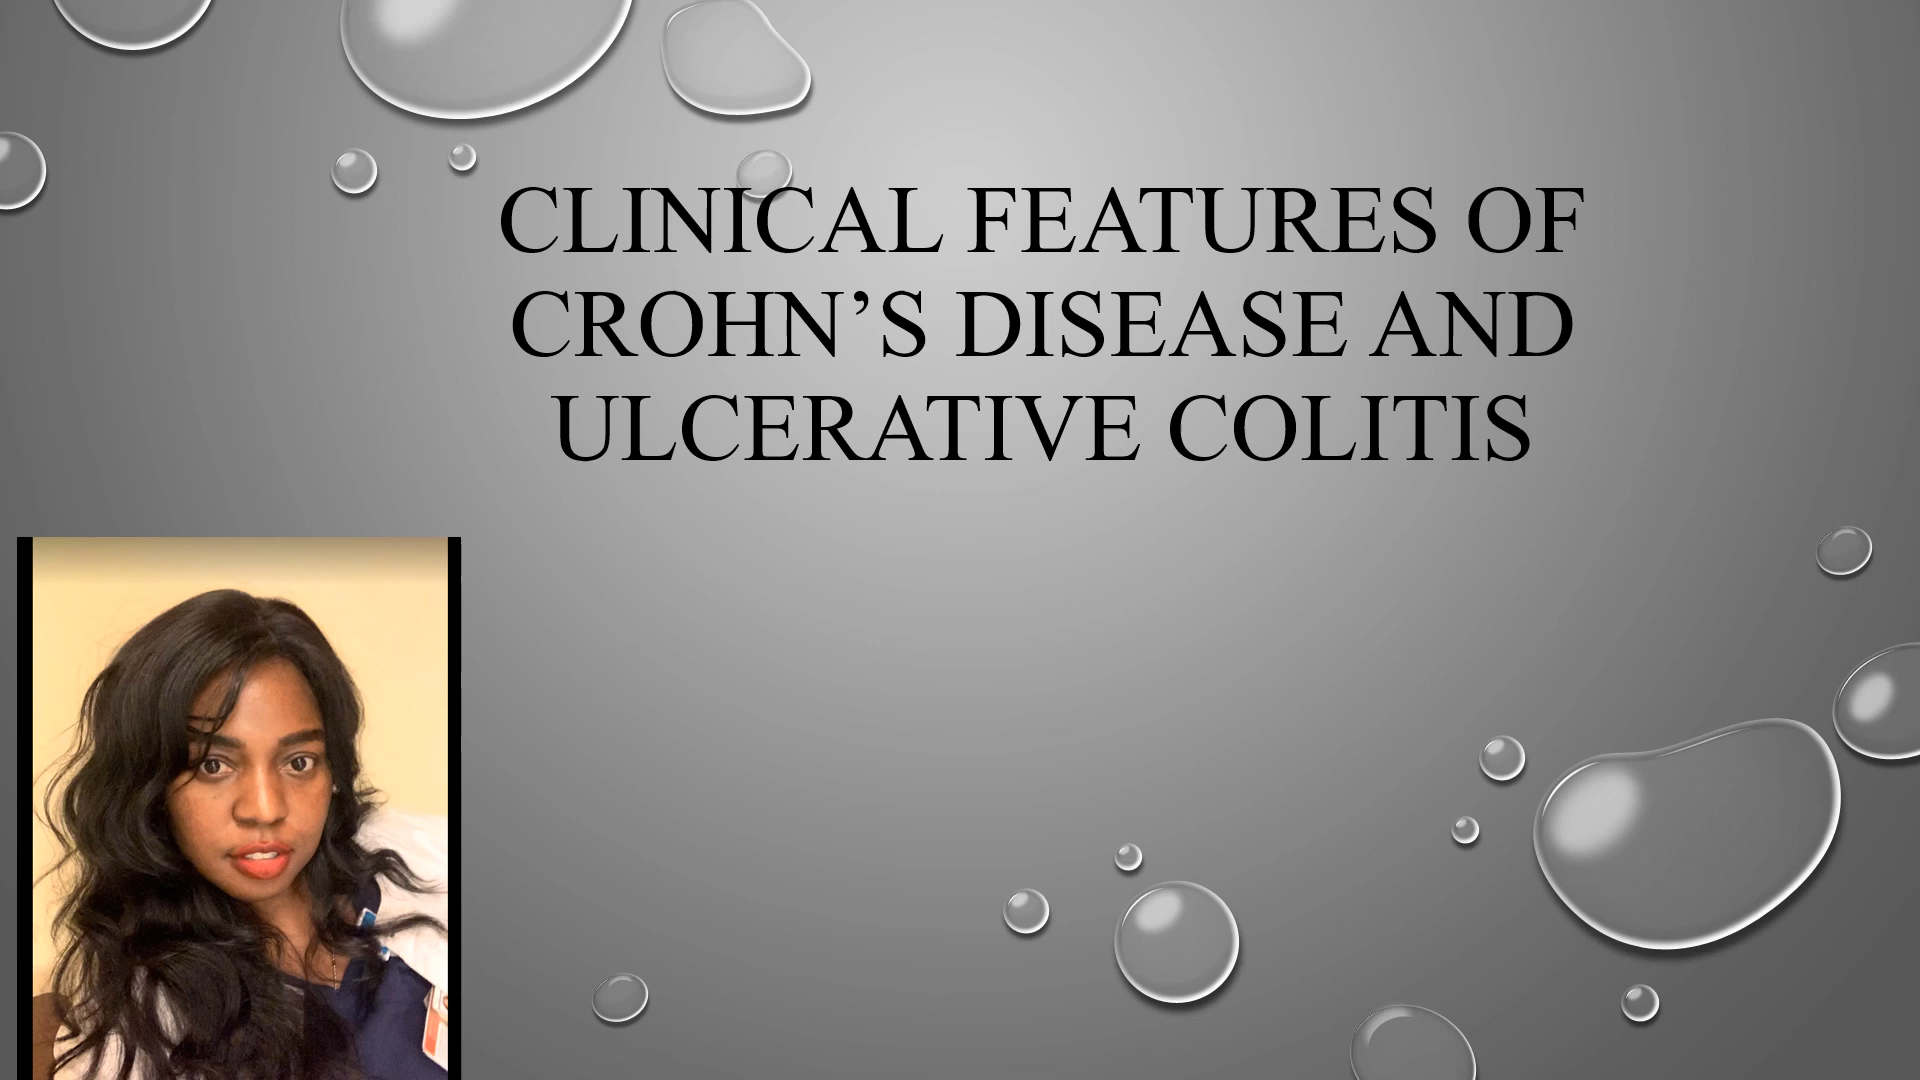 CLINICAL FEATURES OF
CROHN’S DISEASE AND
ULCERATIVE COLITIS